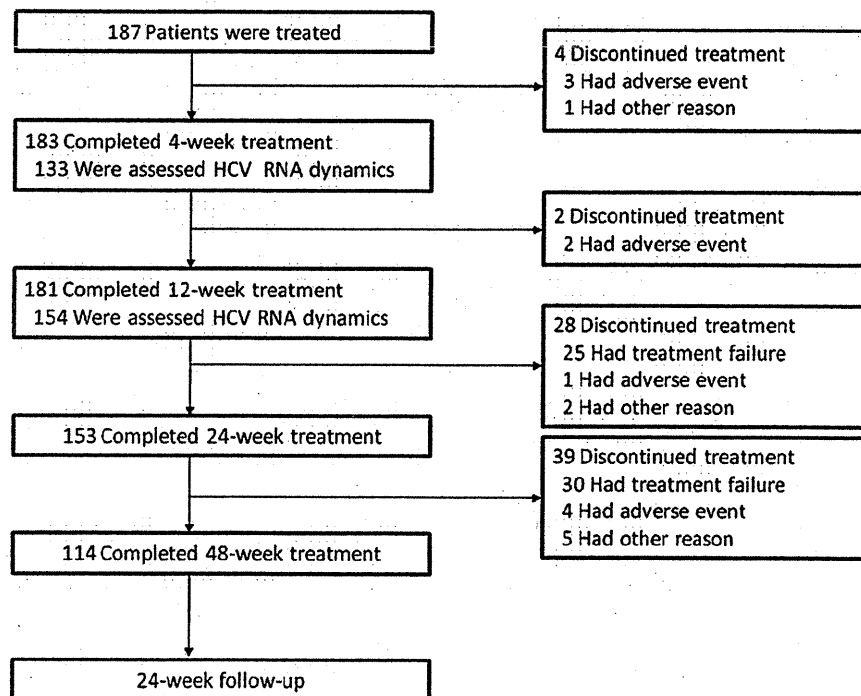 187 Patients were treated
4 Discontinued treatment
3 Had adverse event
1 Had other reason
183 Completed 4-week treatment
133 Were assessed HCV RNA dynamics
2 Discontinued treatment
2 Had adverse event
181 Completed 12-week treatment
154 Were assessed HCV RNA dynamics
28 Discontinued treatment
25 Had treatment failure
1 Had adverse event
2 Had other reason
153 Completed 24-week treatment
39 Discontinued treatment
30 Had treatment failure
4 Had adverse event
5 Had other reason
114 Completed 48-week treatment
24-week follow-up